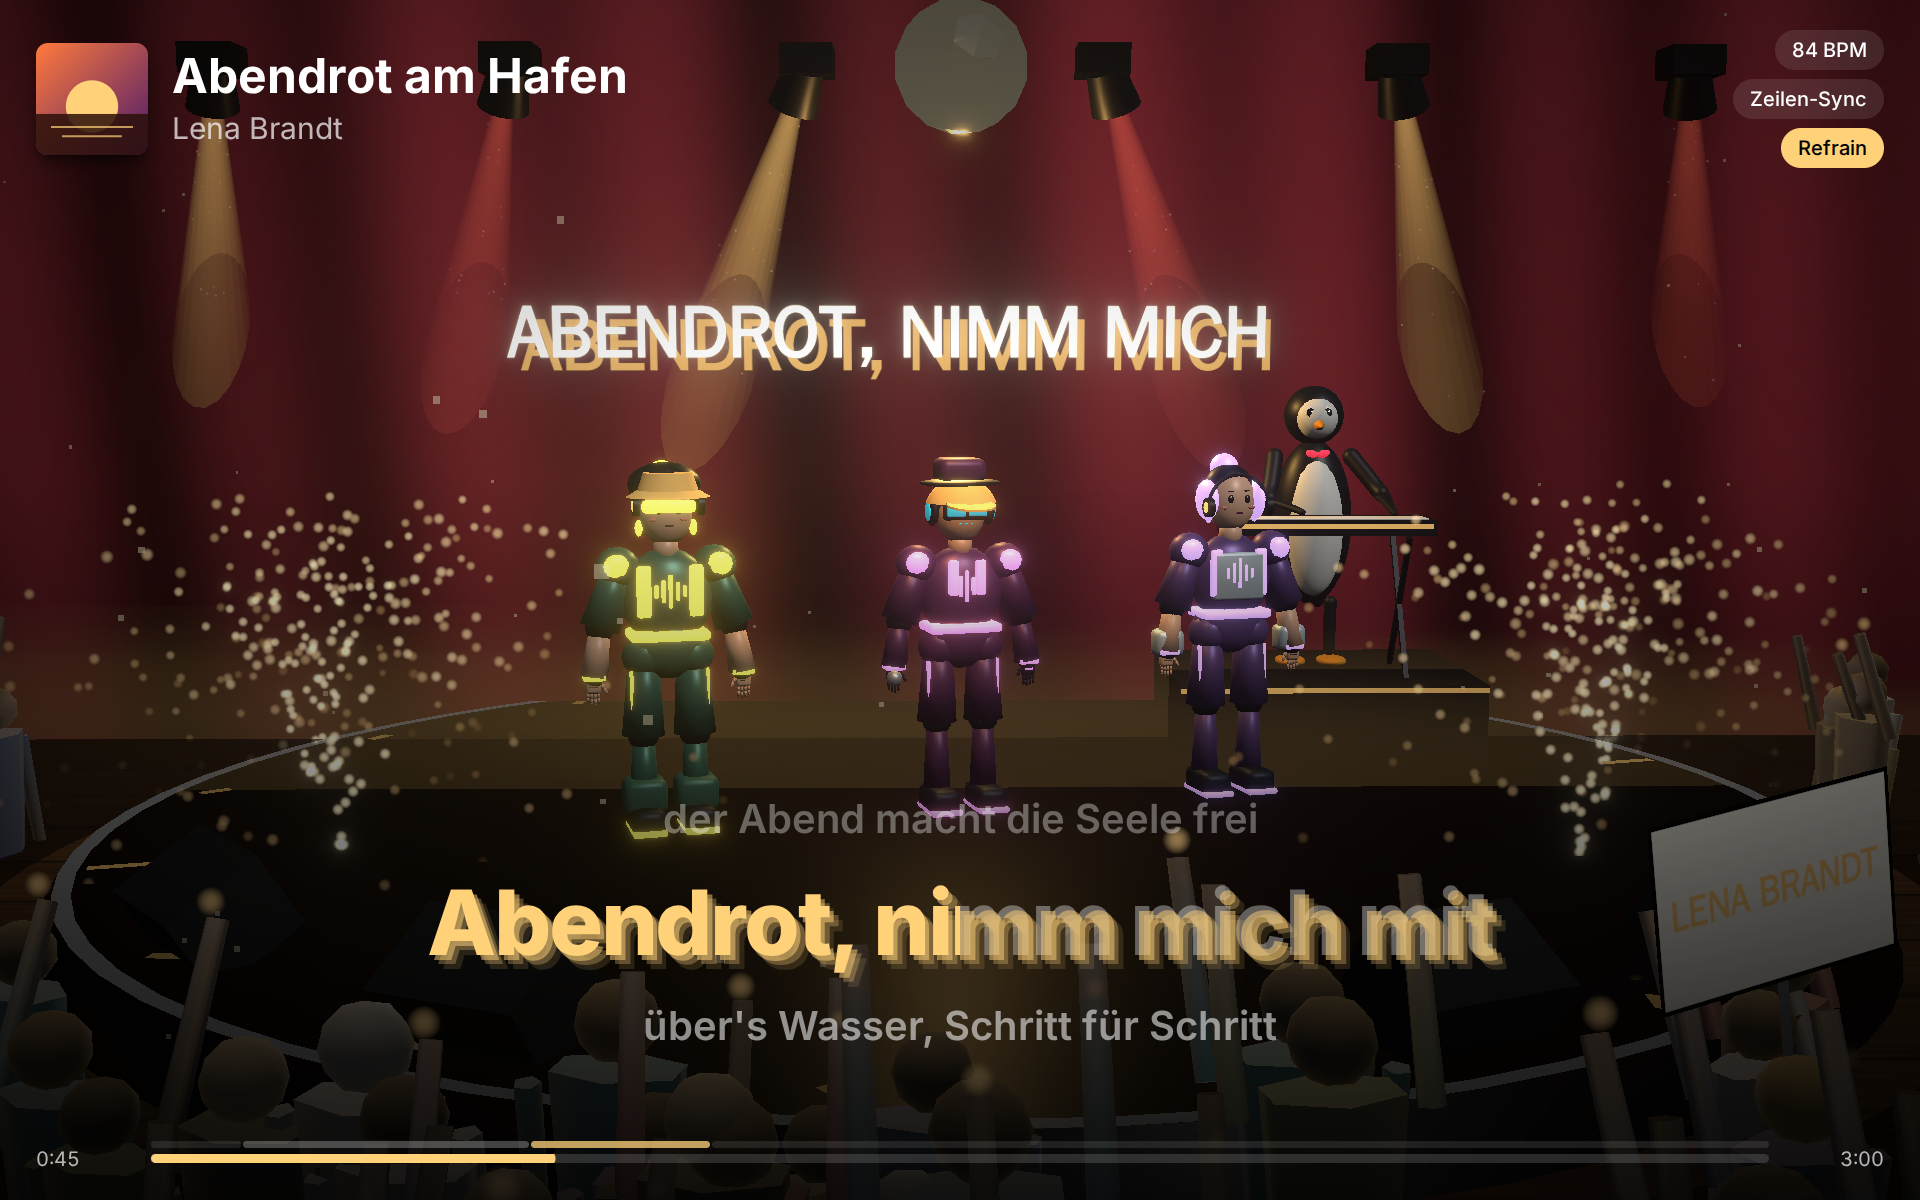 Abendrot am Hafen
Lena Brandt
84 BPM
Zeilen-Sync
Refrain
ABENDROT, NIMM MICH
der Abend macht die Seele frei
Abendrot, nimm mich mit
LENA BRANDT
über's Wasser, Schritt für Schritt
0:45
3:00